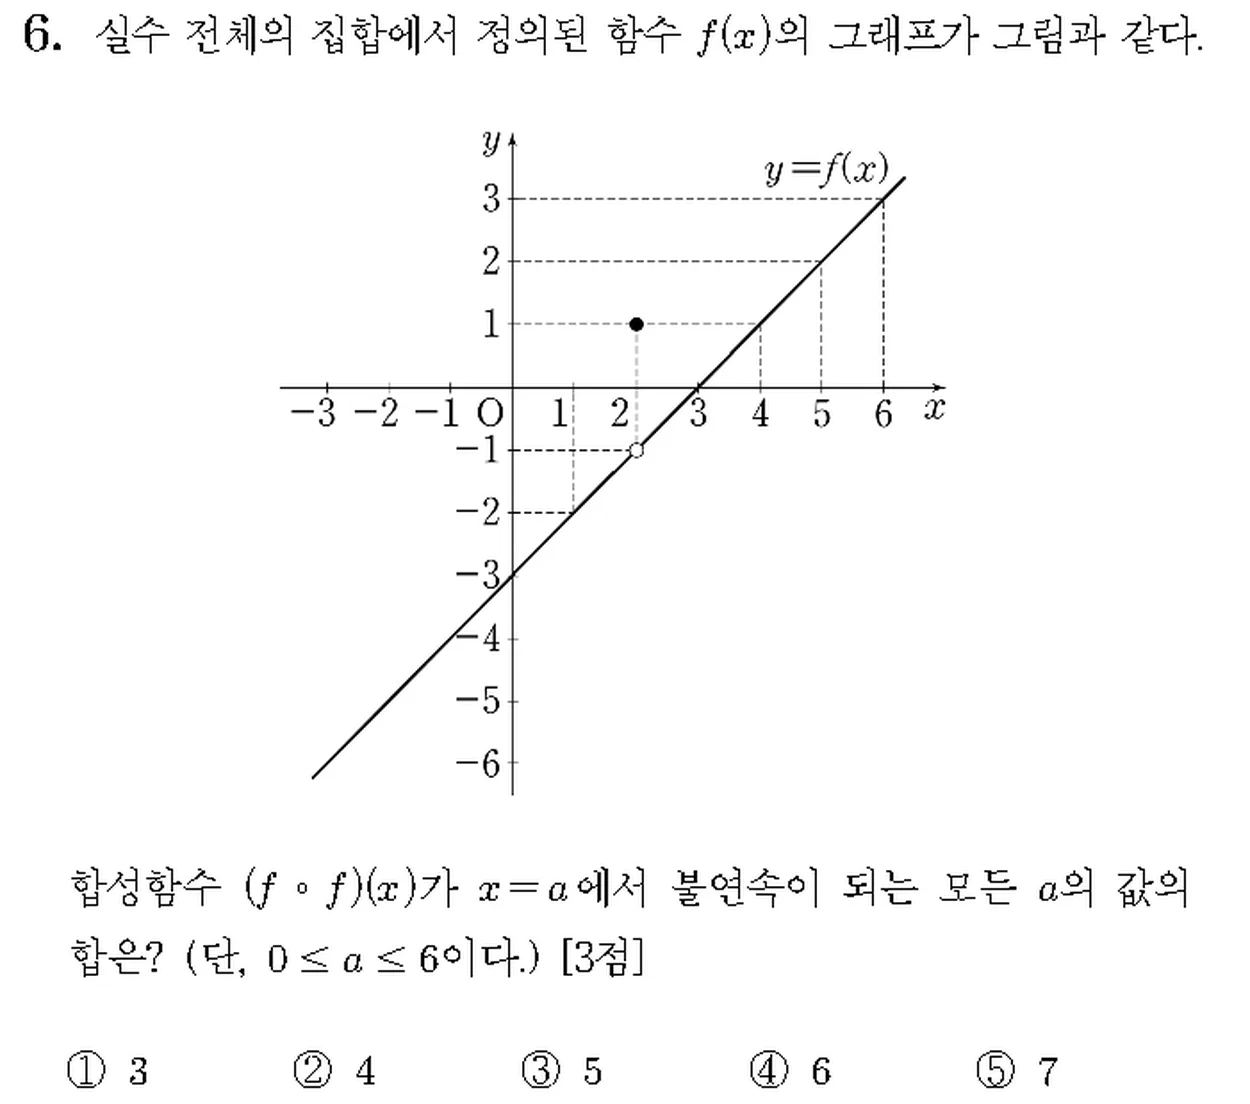 6. 실수 전체의 집합에서 정의된 함수 f(x)의 그래프가 그림과 같다.
y
y=f(x)
3
2
1
-3 -2 -1 O 1 2 3 4 5 6 x
-1
-2
-3
-4
-5
-6
합성함수 (f ∘ f)(x)가 x=a에서 불연속이 되는 모든 a의 값의
합은? (단, 0 ≤ a ≤ 6이다.) [3점]
① 3 ② 4 ③ 5 ④ 6 ⑤ 7